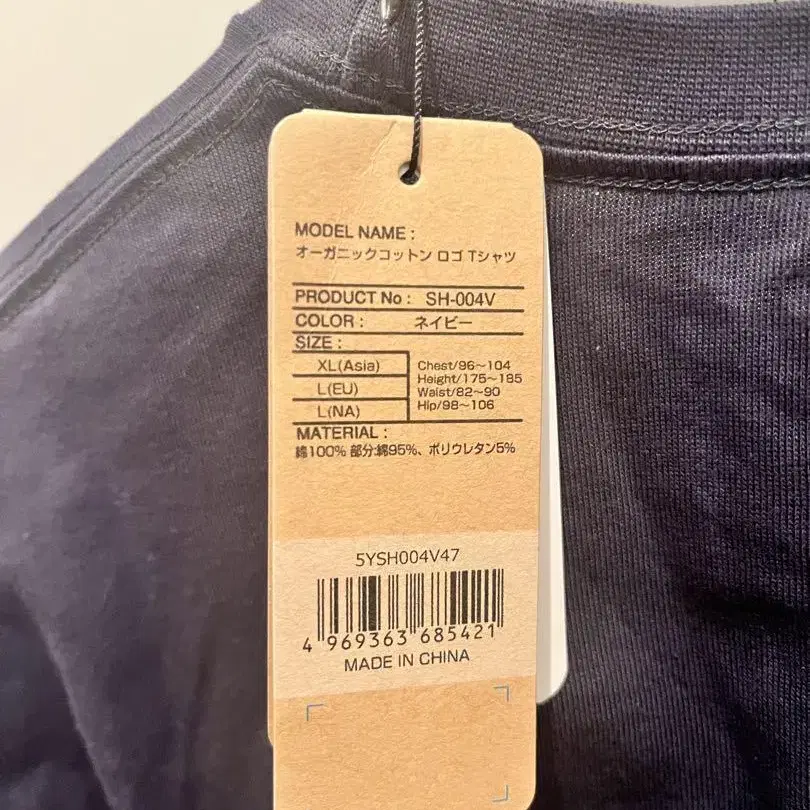 MODEL NAME :
オーガニックコットン ロゴ Tシャツ
PRODUCT No : SH-004V
COLOR : ネイビー
SIZE :
XL(Asia)
L(EU)
L(NA)
Chest/96〜104
Height/175〜185
Waist/82〜90
Hip/98〜106
MATERIAL :
綿100% 部分:綿95%、ポリウレタン5%
5YSH004V47
4 969363 685421
MADE IN CHINA